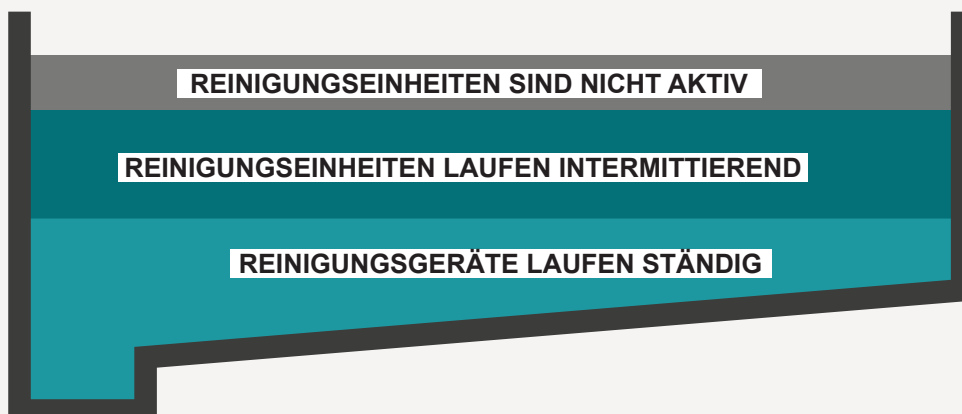 REINIGUNGSEINHEITEN SIND NICHT AKTIV
REINIGUNGSEINHEITEN LAUFEN INTERMITTIEREND
REINIGUNGSGERÄTE LAUFEN STÄNDIG